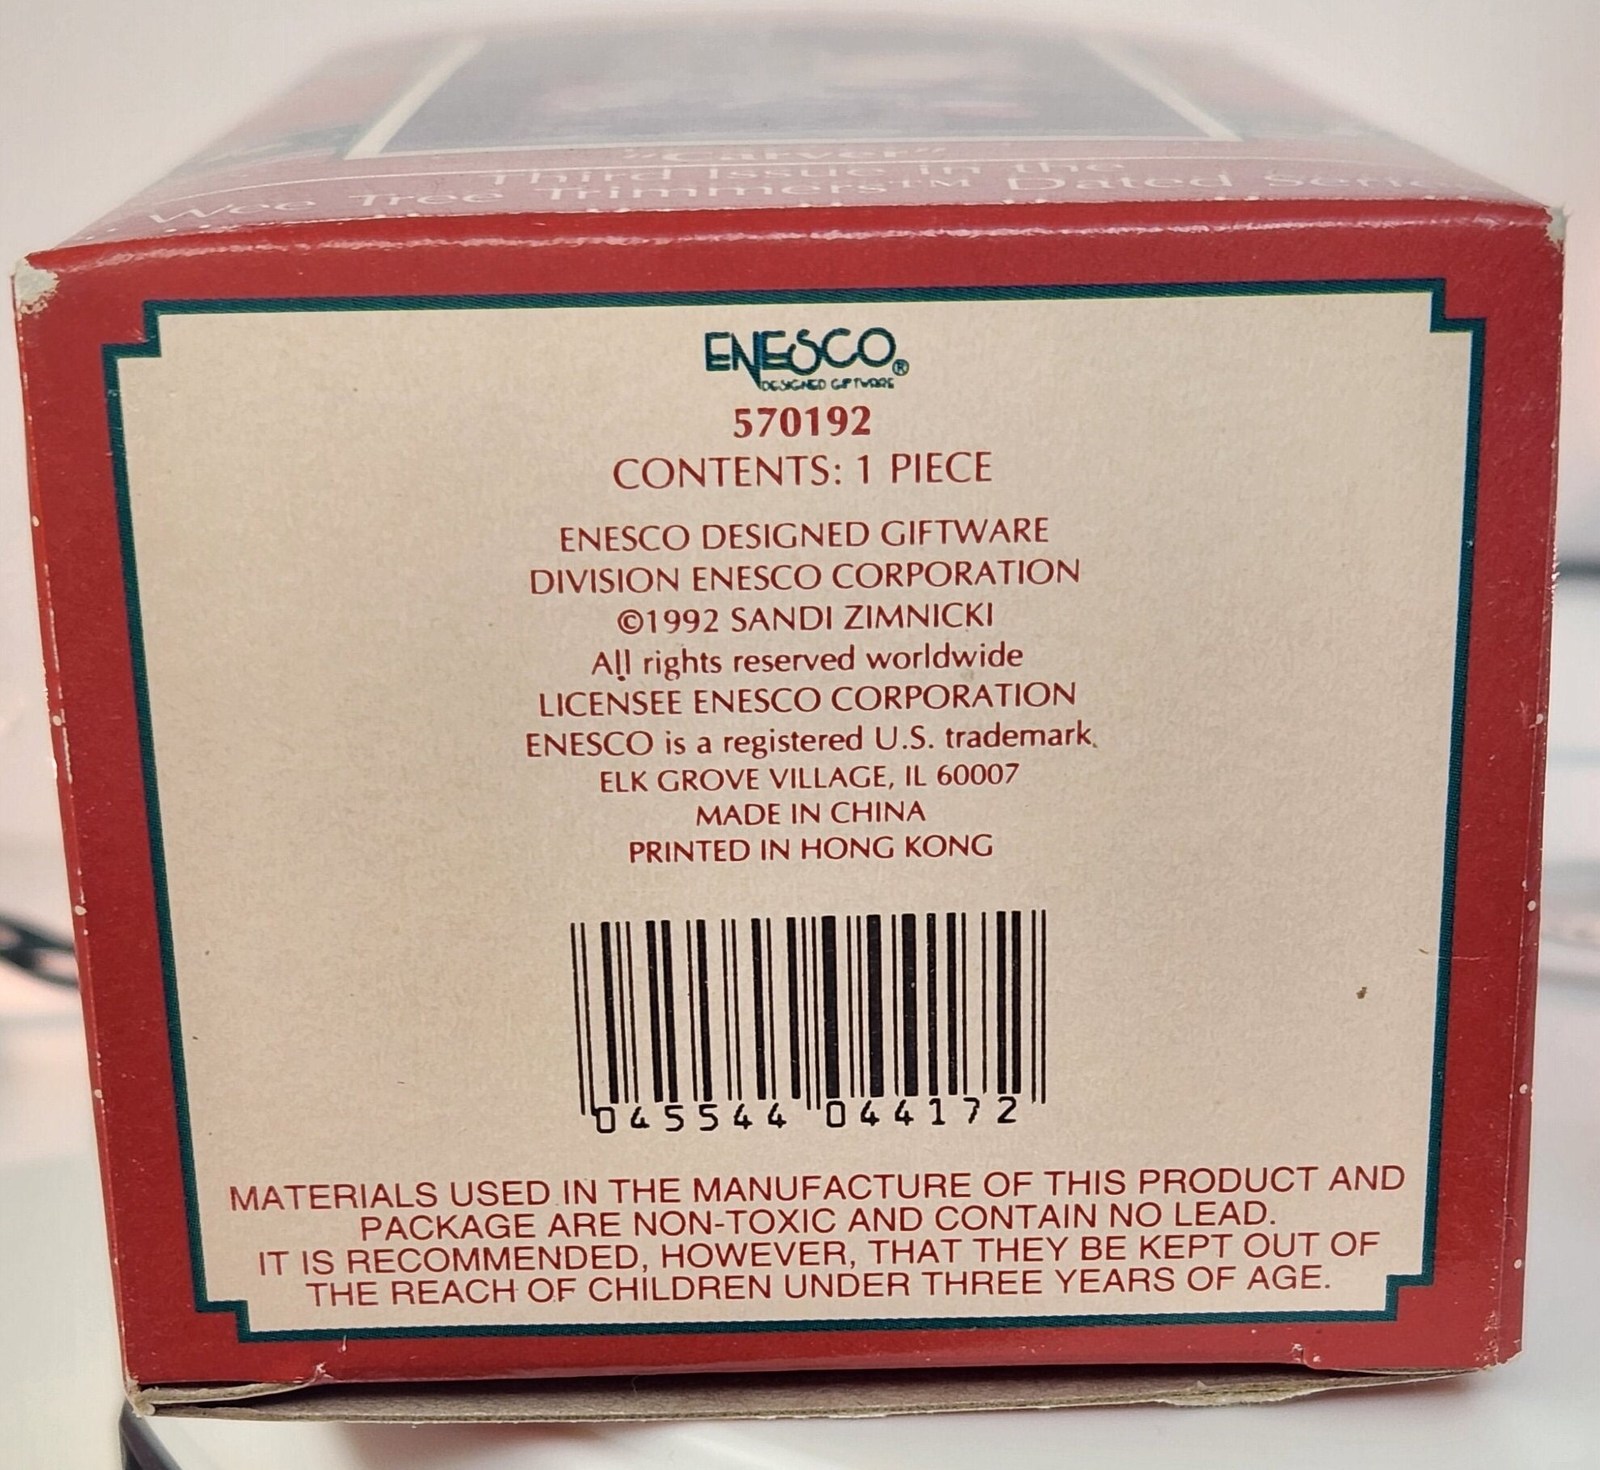 "Carver"
Third Issue in the
Wee Tree Trimmers™ Dated Series
ENESCO®
DESIGNED GIFTWARE
570192
CONTENTS: 1 PIECE
ENESCO DESIGNED GIFTWARE
DIVISION ENESCO CORPORATION
©1992 SANDI ZIMNICKI
All rights reserved worldwide
LICENSEE ENESCO CORPORATION
ENESCO is a registered U.S. trademark.
ELK GROVE VILLAGE, IL 60007
MADE IN CHINA
PRINTED IN HONG KONG
0 45544 04417 2
MATERIALS USED IN THE MANUFACTURE OF THIS PRODUCT AND
PACKAGE ARE NON-TOXIC AND CONTAIN NO LEAD.
IT IS RECOMMENDED, HOWEVER, THAT THEY BE KEPT OUT OF
THE REACH OF CHILDREN UNDER THREE YEARS OF AGE.